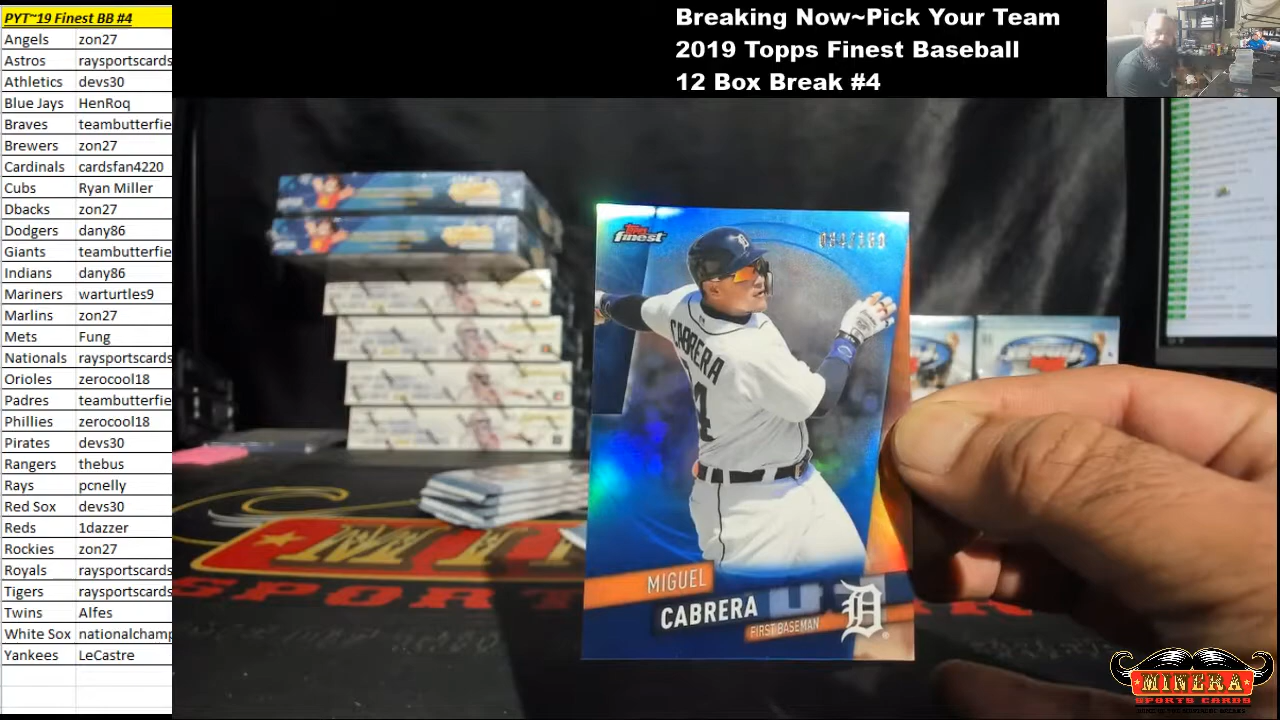 PYT~19 Finest BB #4
Angels zon27
Astros raysportscards
Athletics devs30
Blue Jays HenRoq
Braves teambutterfie
Brewers zon27
Cardinals cardsfan4220
Cubs Ryan Miller
Dbacks zon27
Dodgers dany86
Giants teambutterfie
Indians dany86
Mariners warturtles9
Marlins zon27
Mets Fung
Nationals raysportscards
Orioles zerocool18
Padres teambutterfie
Phillies zerocool18
Pirates devs30
Rangers thebus
Rays pcnelly
Red Sox devs30
Reds 1dazzer
Rockies zon27
Royals raysportscards
Tigers raysportscards
Twins Alfes
White Sox nationalchamp
Yankees LeCastre
Breaking Now~Pick Your Team
2019 Topps Finest Baseball
12 Box Break #4
Topps
finest
CABRERA
MIGUEL
CABRERA
FIRST BASEMAN
D
MINERA
SPORTS CARDS